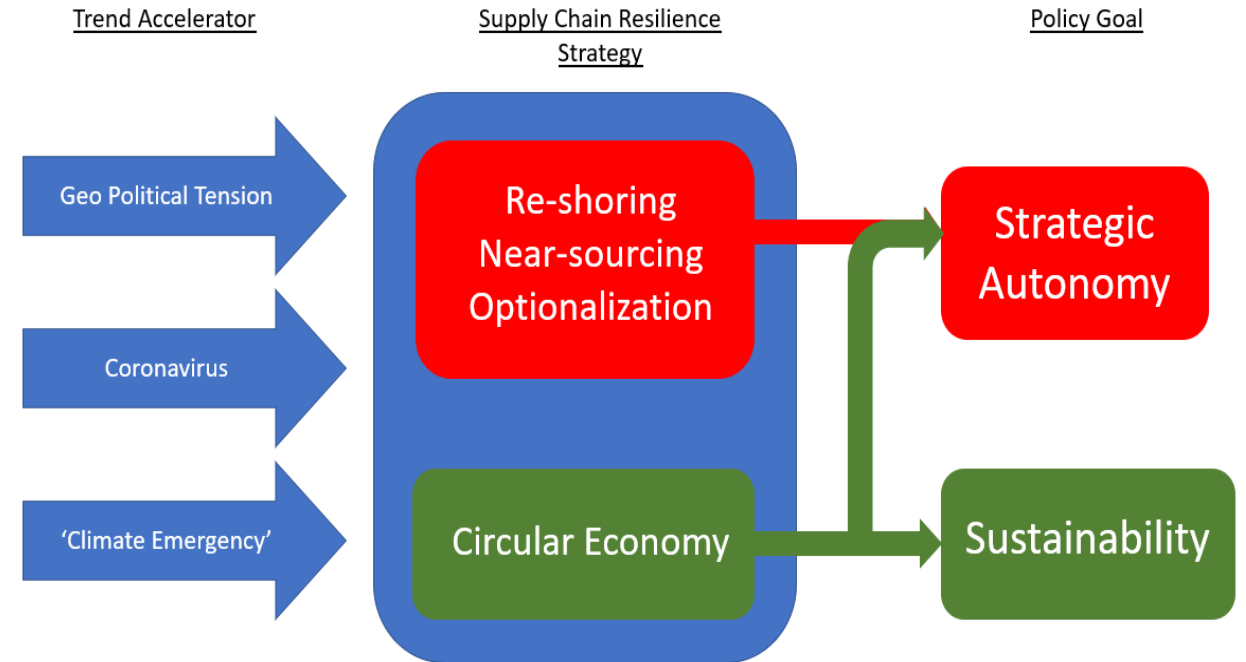 Trend Accelerator
Supply Chain Resilience
Strategy
Policy Goal
Geo Political Tension
Coronavirus
‘Climate Emergency’
Re-shoring
Near-sourcing
Optionalization
Circular Economy
Strategic
Autonomy
Sustainability